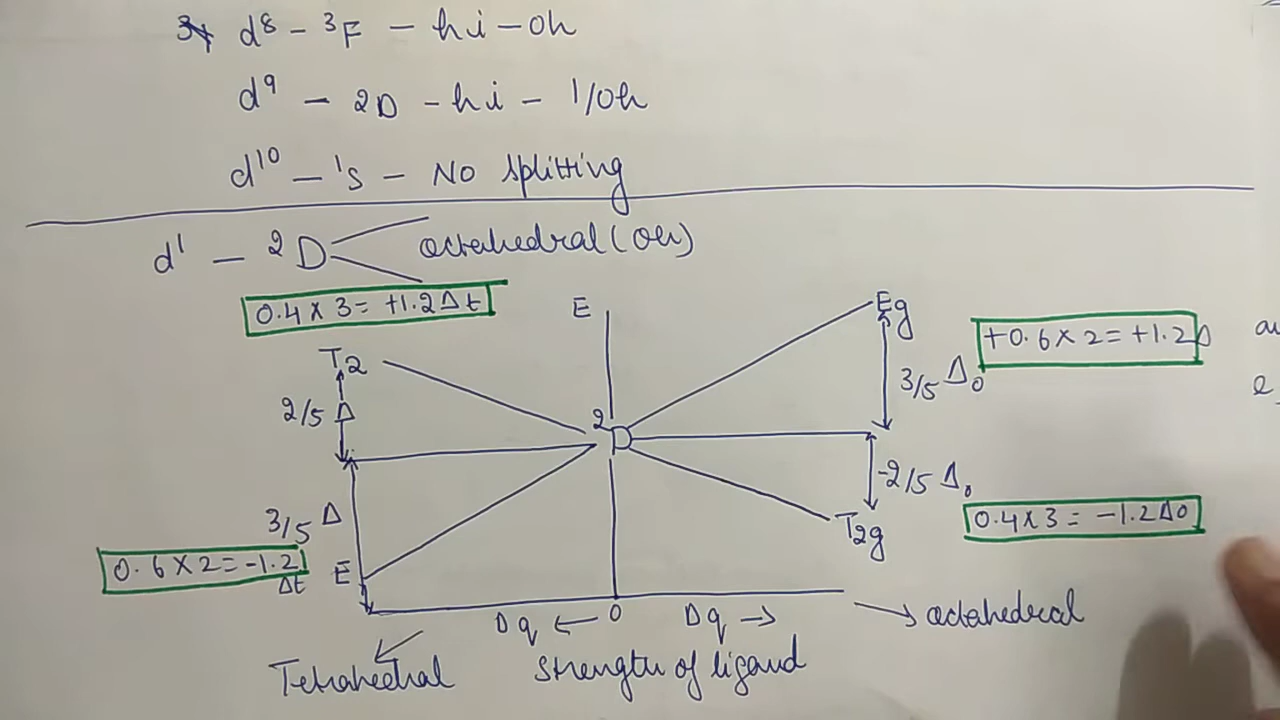 d⁸ - ³F - hi - oh
d⁹ - 2D - hi - 1/oh
d¹⁰ - ¹s - No splitting
d¹ - ²D octahedral (oh)
0.4 x 3 = +1.2 Δt
E
Eg
+0.6 x 2 = +1.2Δ
T2
3/5 Δ₀
2/5 Δ
²D
-2/5 Δ₀
3/5 Δ
T2g
0.4 x 3 = -1.2 Δ0
0.6 x 2 = -1.2
Δt
E
Dq ← 0 Dq →
→ octahedral
Tetrahedral
Strength of ligand